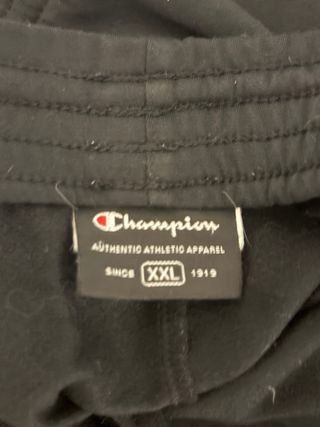 Champion
AUTHENTIC ATHLETIC APPAREL
SINCE XXL 1919